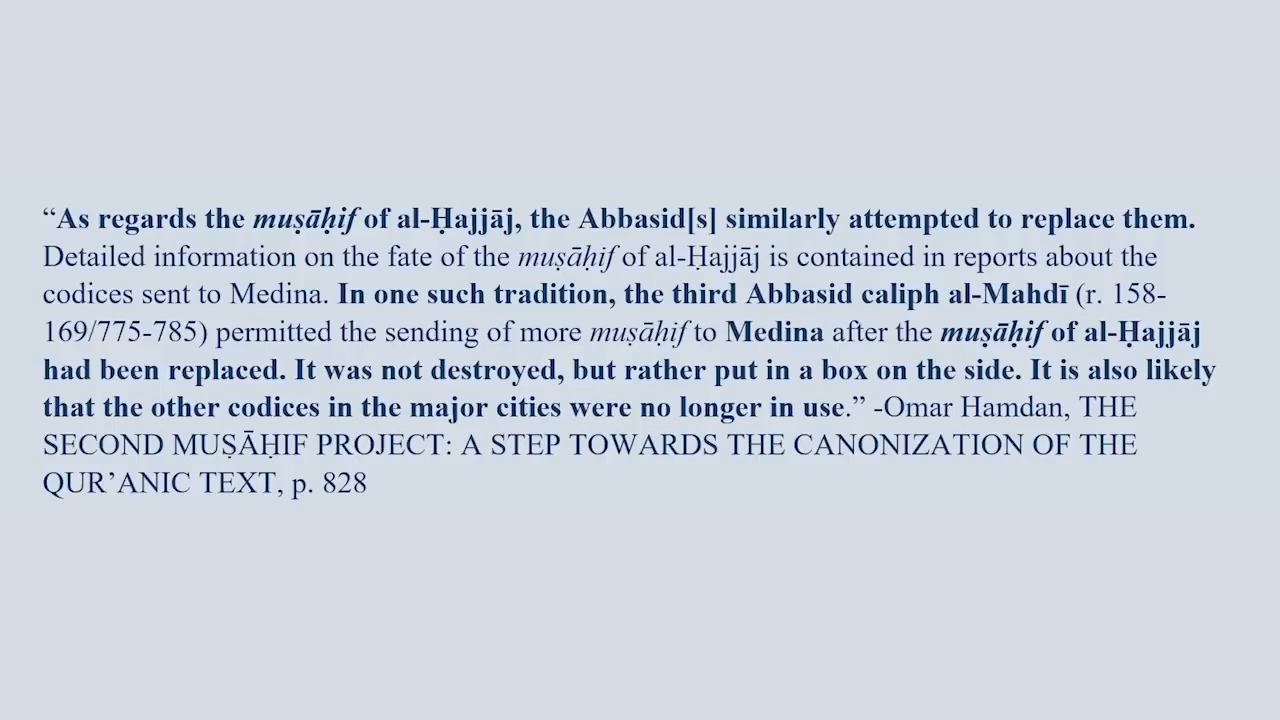 “As regards the muṣāḥif of al-Ḥajjāj, the Abbasid[s] similarly attempted to replace them.
Detailed information on the fate of the muṣāḥif of al-Ḥajjāj is contained in reports about the
codices sent to Medina. In one such tradition, the third Abbasid caliph al-Mahdī (r. 158-
169/775-785) permitted the sending of more muṣāḥif to Medina after the muṣāḥif of al-Ḥajjāj
had been replaced. It was not destroyed, but rather put in a box on the side. It is also likely
that the other codices in the major cities were no longer in use.” -Omar Hamdan, THE
SECOND MUṢĀḤIF PROJECT: A STEP TOWARDS THE CANONIZATION OF THE
QUR’ANIC TEXT, p. 828